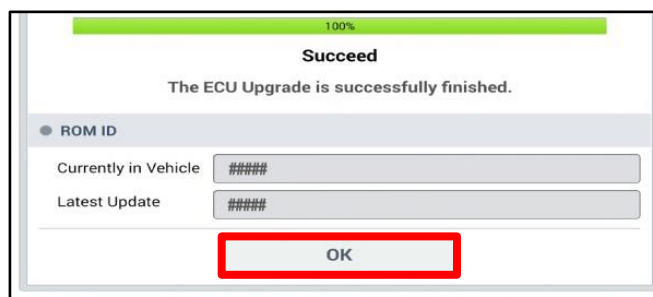 100%
Succeed
The ECU Upgrade is successfully finished.
ROM ID
Currently in Vehicle #####
Latest Update #####
OK